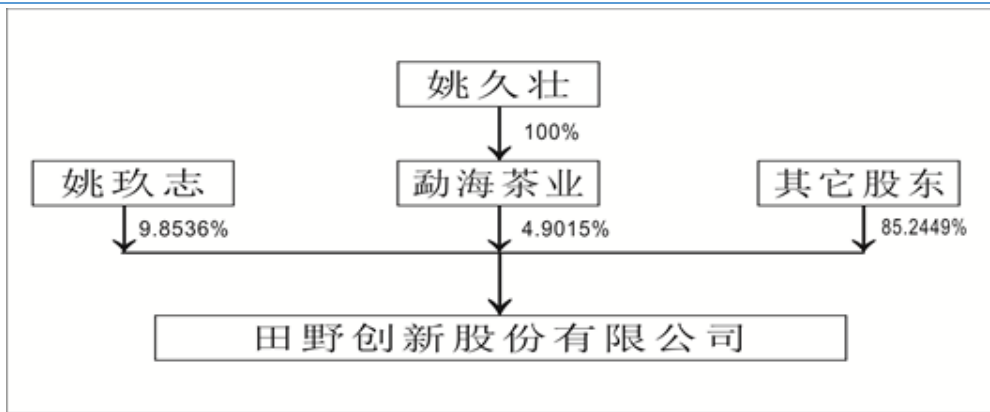 姚久壮
100%
姚玖志
勐海茶业
其它股东
9.8536%
4.9015%
85.2449%
田野创新股份有限公司